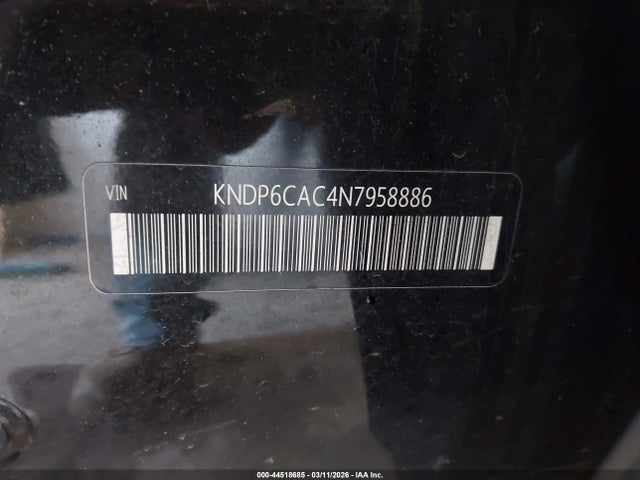 VIN KNDP6CAC4N7958886
000-44518685 - 03/11/2026 - IAA Inc.